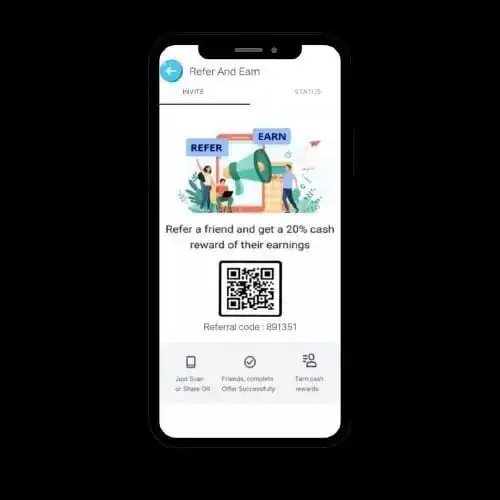 Refer And Earn
INVITE
STATUS
REFER
EARN
Refer a friend and get a 20% cash
reward of their earnings
Referral code : 891351
Just Scan
or Share QR
Friends, complete
Offer Successfully
Earn cash
rewards